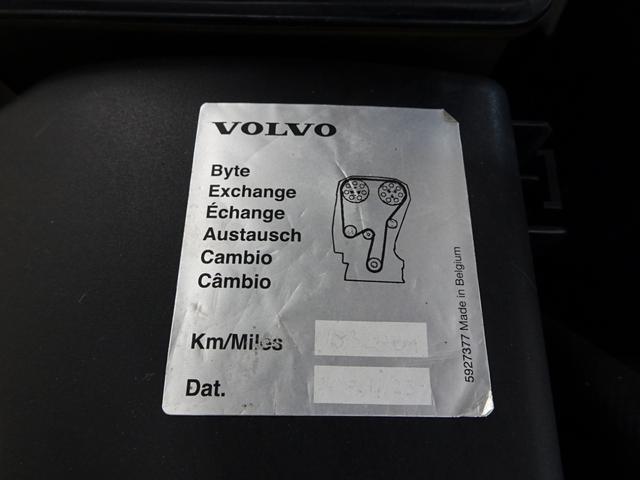 VOLVO
Byte
Exchange
Échange
Austausch
Cambio
Câmbio
Km/Miles
Dat.
5927377 Made in Belgium